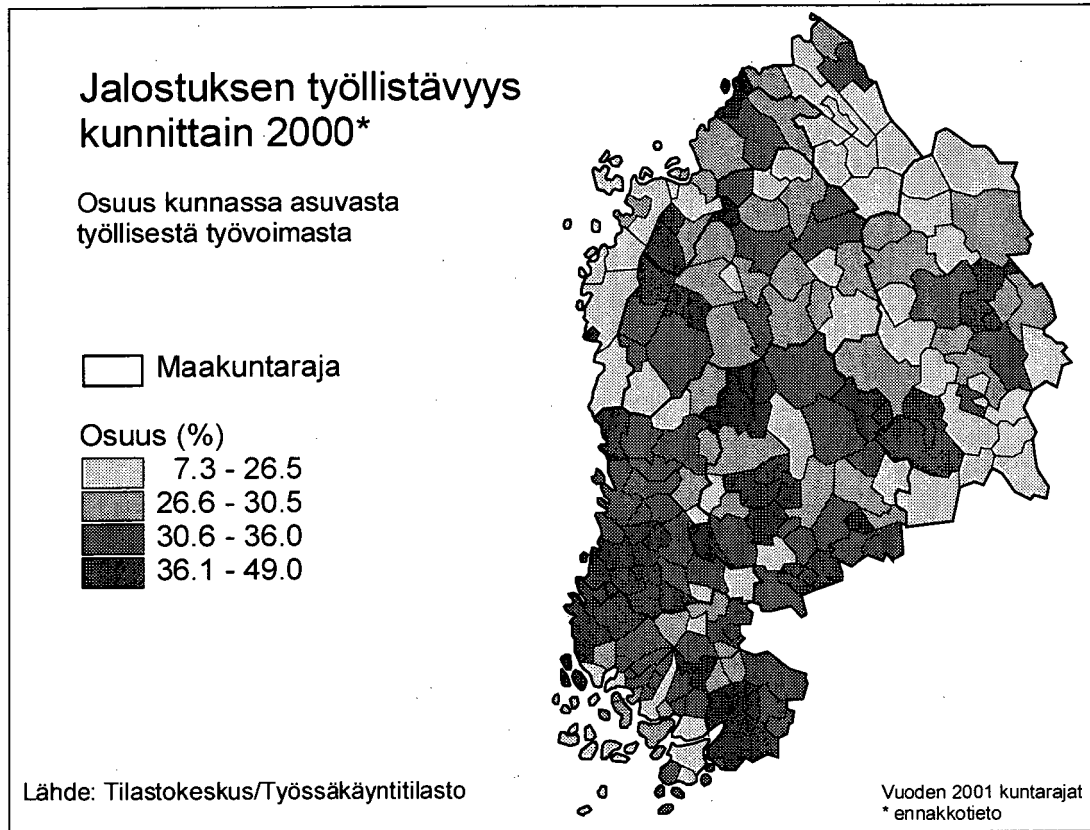 Jalostuksen työllistävyys
kunnittain 2000*
Osuus kunnassa asuvasta
työllisestä työvoimasta
Maakuntaraja
Osuus (%)
7.3 - 26.5
26.6 - 30.5
30.6 - 36.0
36.1 - 49.0
Lähde: Tilastokeskus/Työssäkäyntitilasto
Vuoden 2001 kuntarajat
* ennakkotieto